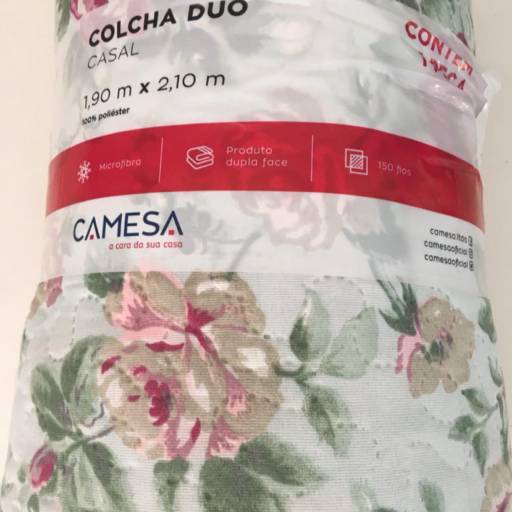 COLCHA DUO
CASAL
1,90 m x 2,10 m
100% poliéster
Microfibra
Produto
dupla face
150 fios
CAMESA
a cara da sua casa
camesa.ltda
camesaoficial
camesaoficial